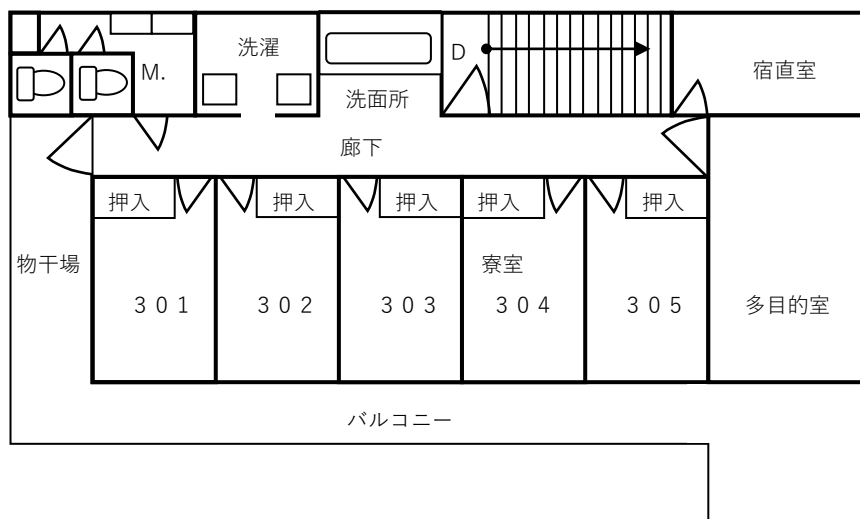 洗濯
M.
D
宿直室
洗面所
廊下
押入
押入
押入
押入
押入
物干場
寮室
３０１
３０２
３０３
３０４
３０５
多目的室
バルコニー